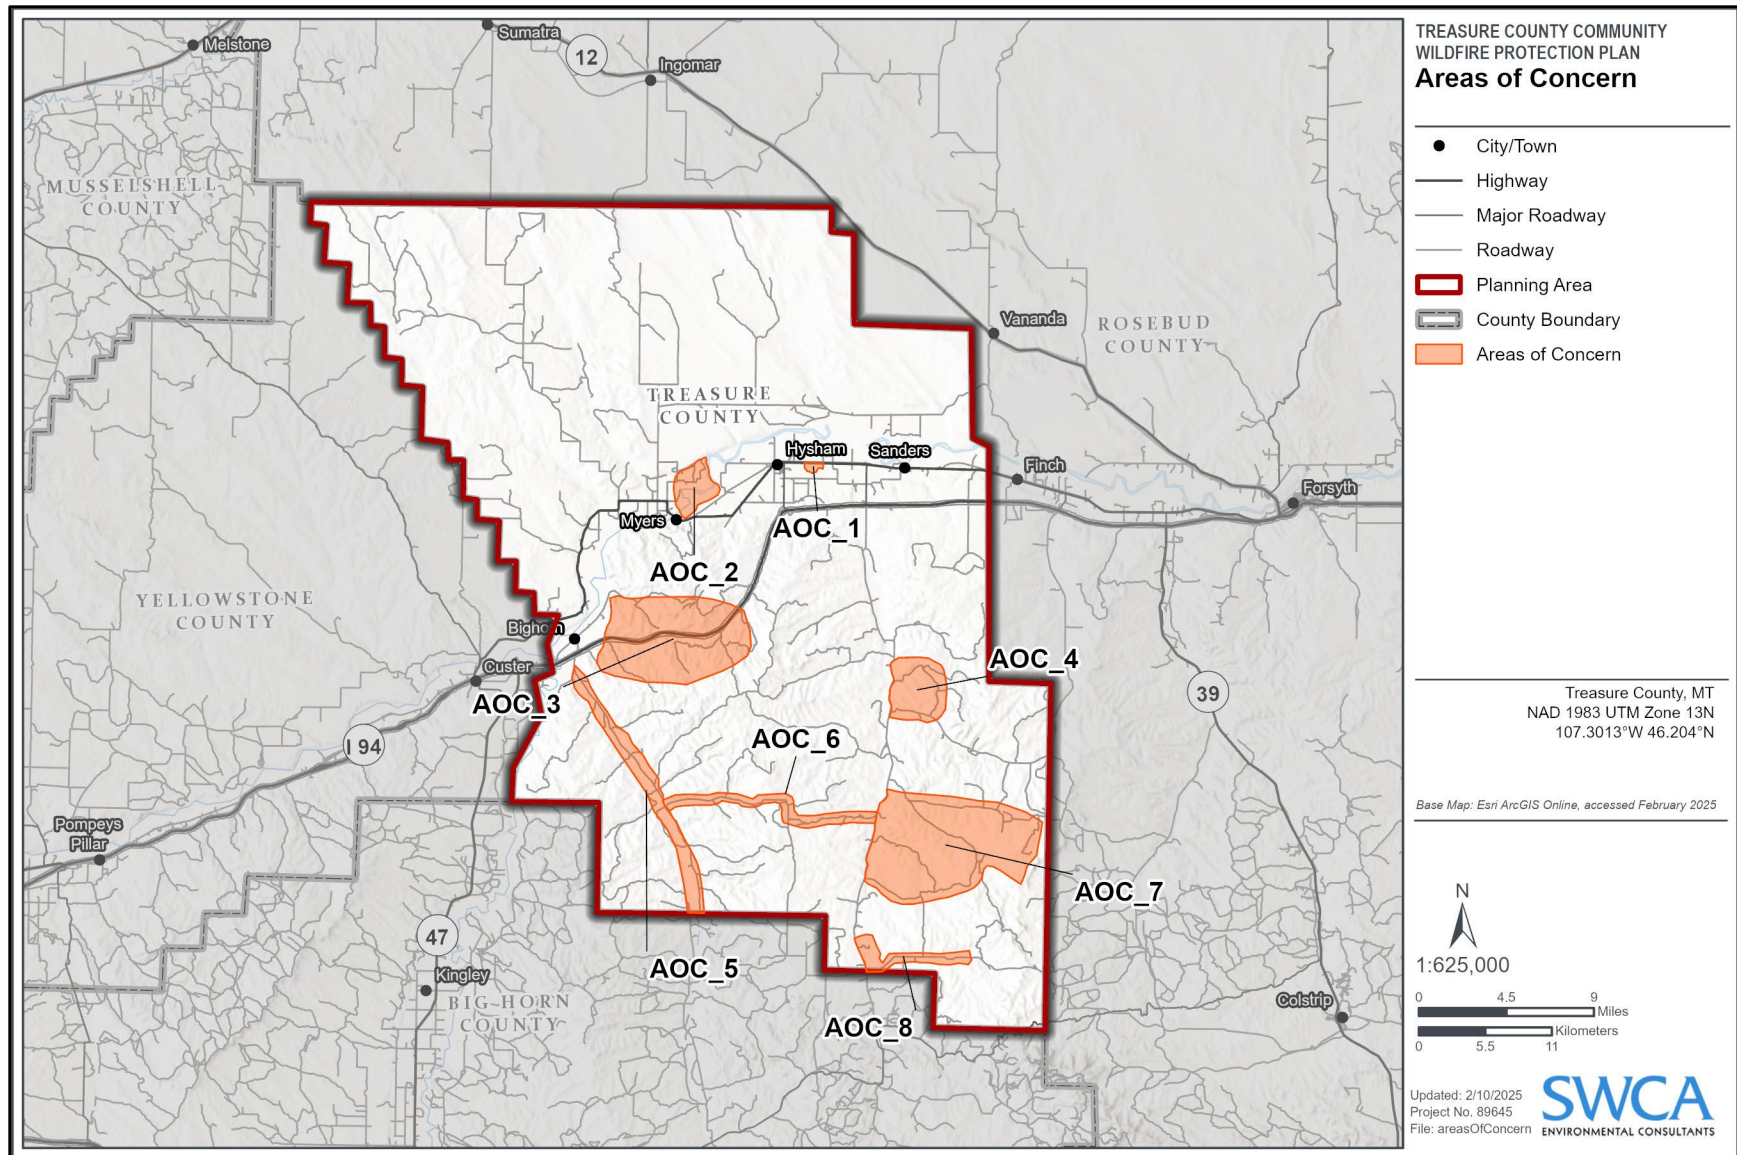 TREASURE COUNTY COMMUNITY
WILDFIRE PROTECTION PLAN
Areas of Concern
City/Town
Highway
Major Roadway
Roadway
Planning Area
County Boundary
Areas of Concern
Treasure County, MT
NAD 1983 UTM Zone 13N
107.3013°W 46.204°N
Base Map: Esri ArcGIS Online, accessed February 2025
N
1:625,000
0 4.5 9
Miles
Kilometers
0 5.5 11
Updated: 2/10/2025
Project No. 89645
File: areasOfConcern
SWCA
ENVIRONMENTAL CONSULTANTS
Melstone
Sumatra
12
Ingomar
MUSSELSHELL
COUNTY
Vananda
ROSEBUD
COUNTY
TREASURE
COUNTY
Hysham
Sanders
Finch
Forsyth
Myers
AOC_1
AOC_2
YELLOWSTONE
COUNTY
Bighorn
Custer
AOC_3
AOC_4
39
I 94
AOC_6
Pompeys
Pillar
AOC_7
47
AOC_5
Kingley
BIG HORN
COUNTY
AOC_8
Colstrip